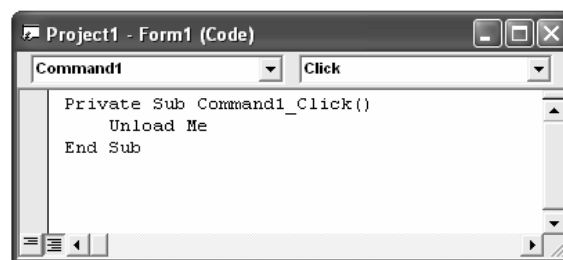 Project1 - Form1 (Code)
Command1 Click
Private Sub Command1_Click()
Unload Me
End Sub